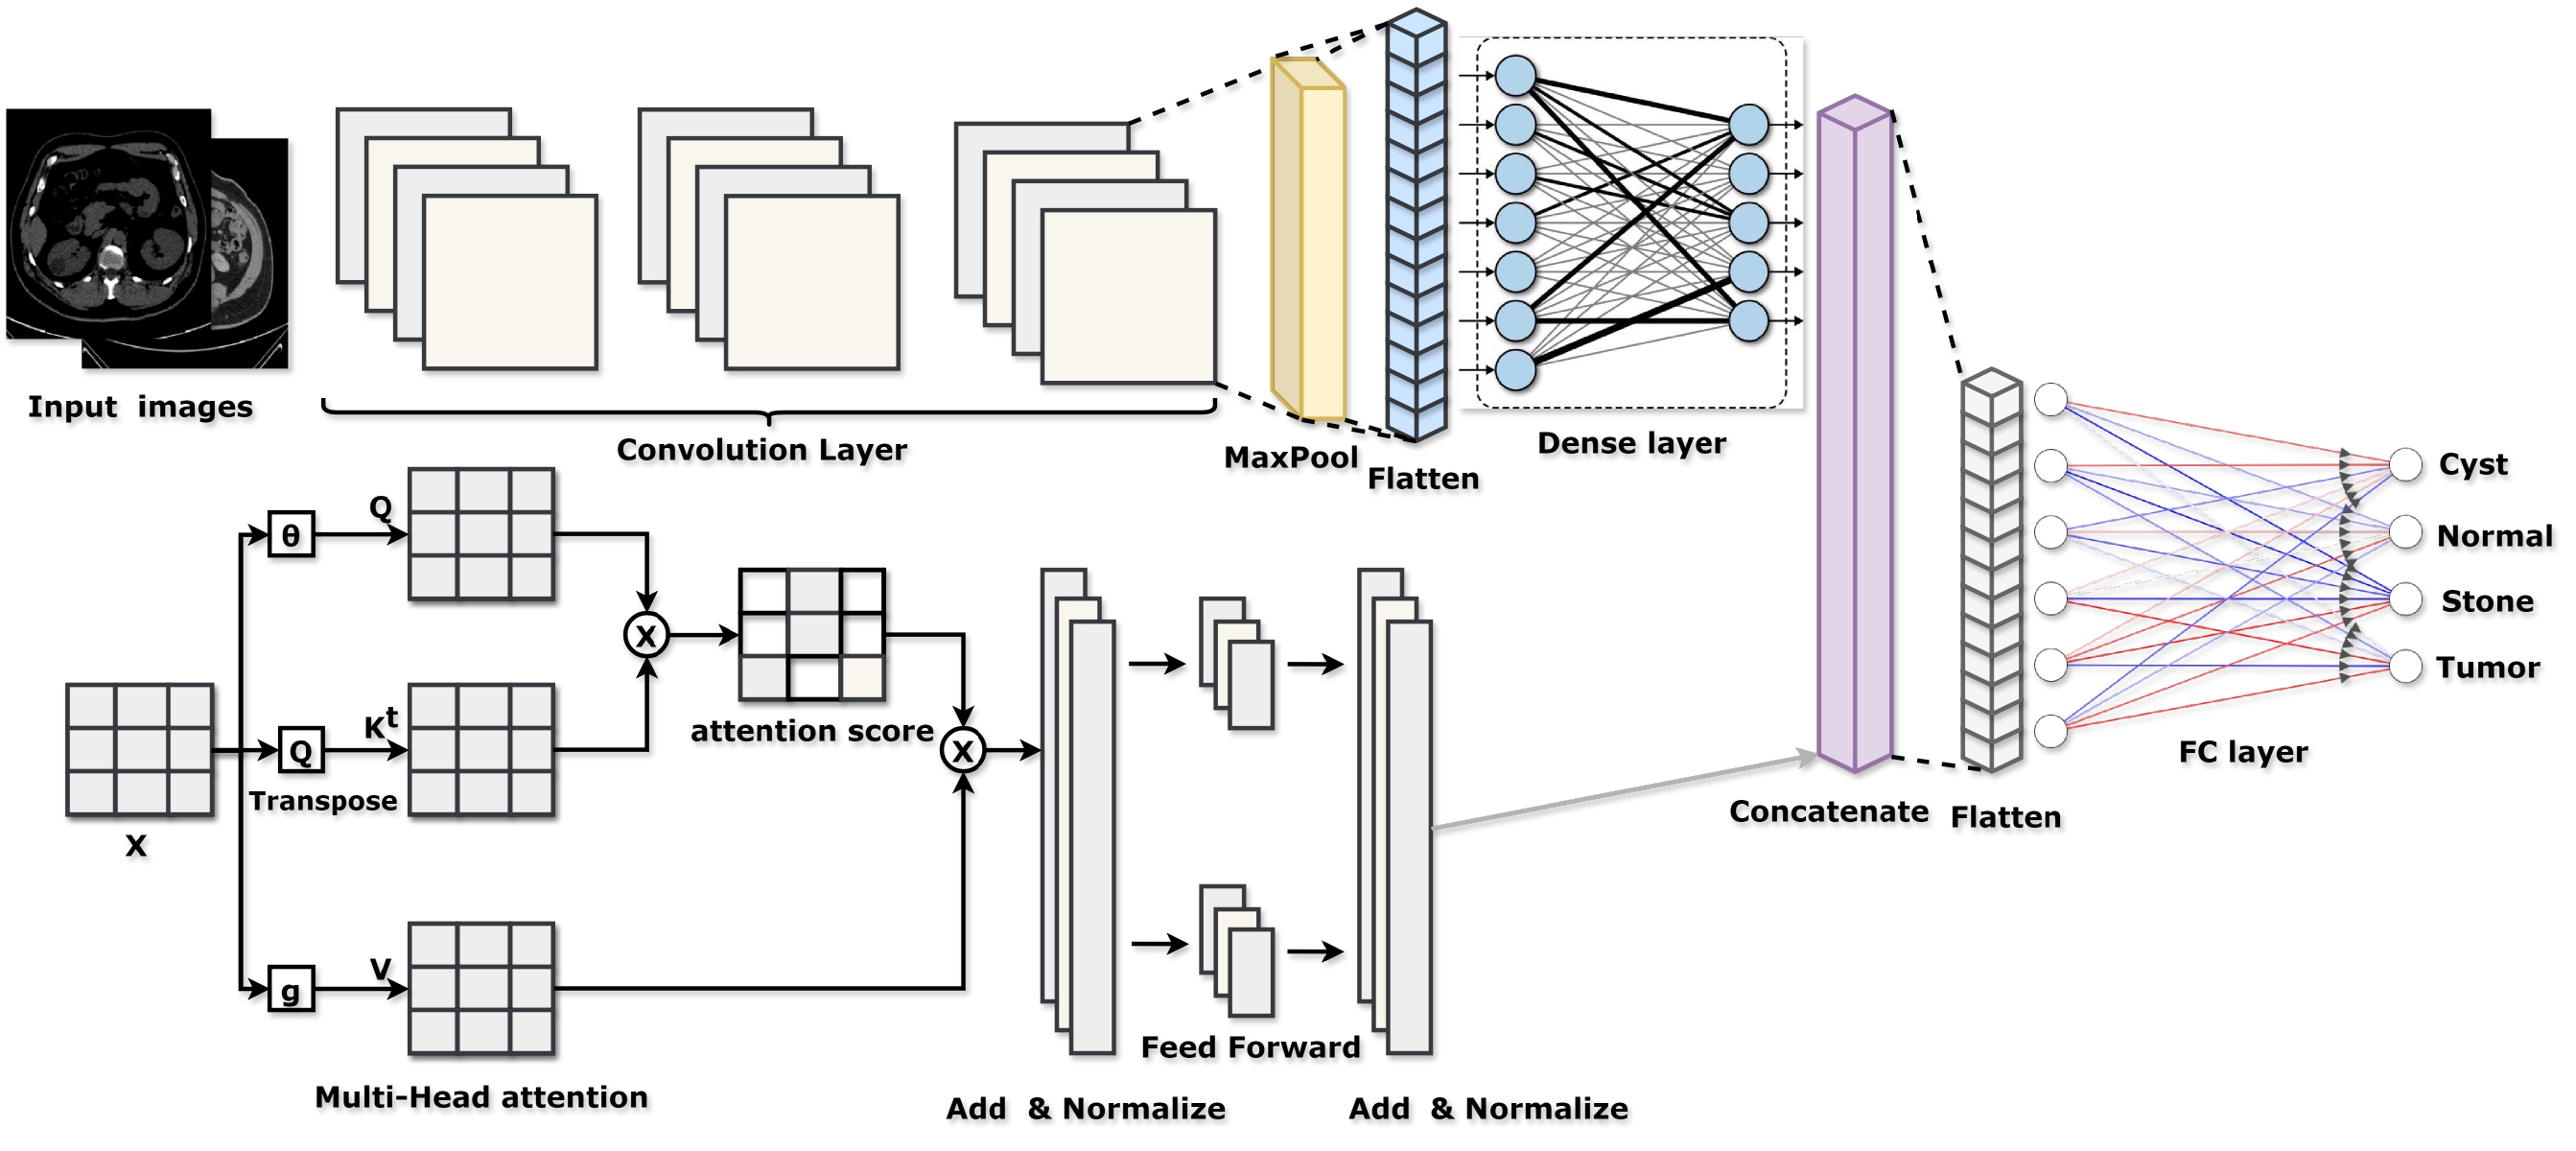 Input images
Convolution Layer
MaxPool
Flatten
Dense layer
Cyst
Normal
Stone
Tumor
FC layer
Concatenate
Flatten
θ
Q
X
attention score
Q
K^t
Transpose
X
X
g
V
Multi-Head attention
Feed Forward
Add & Normalize
Add & Normalize